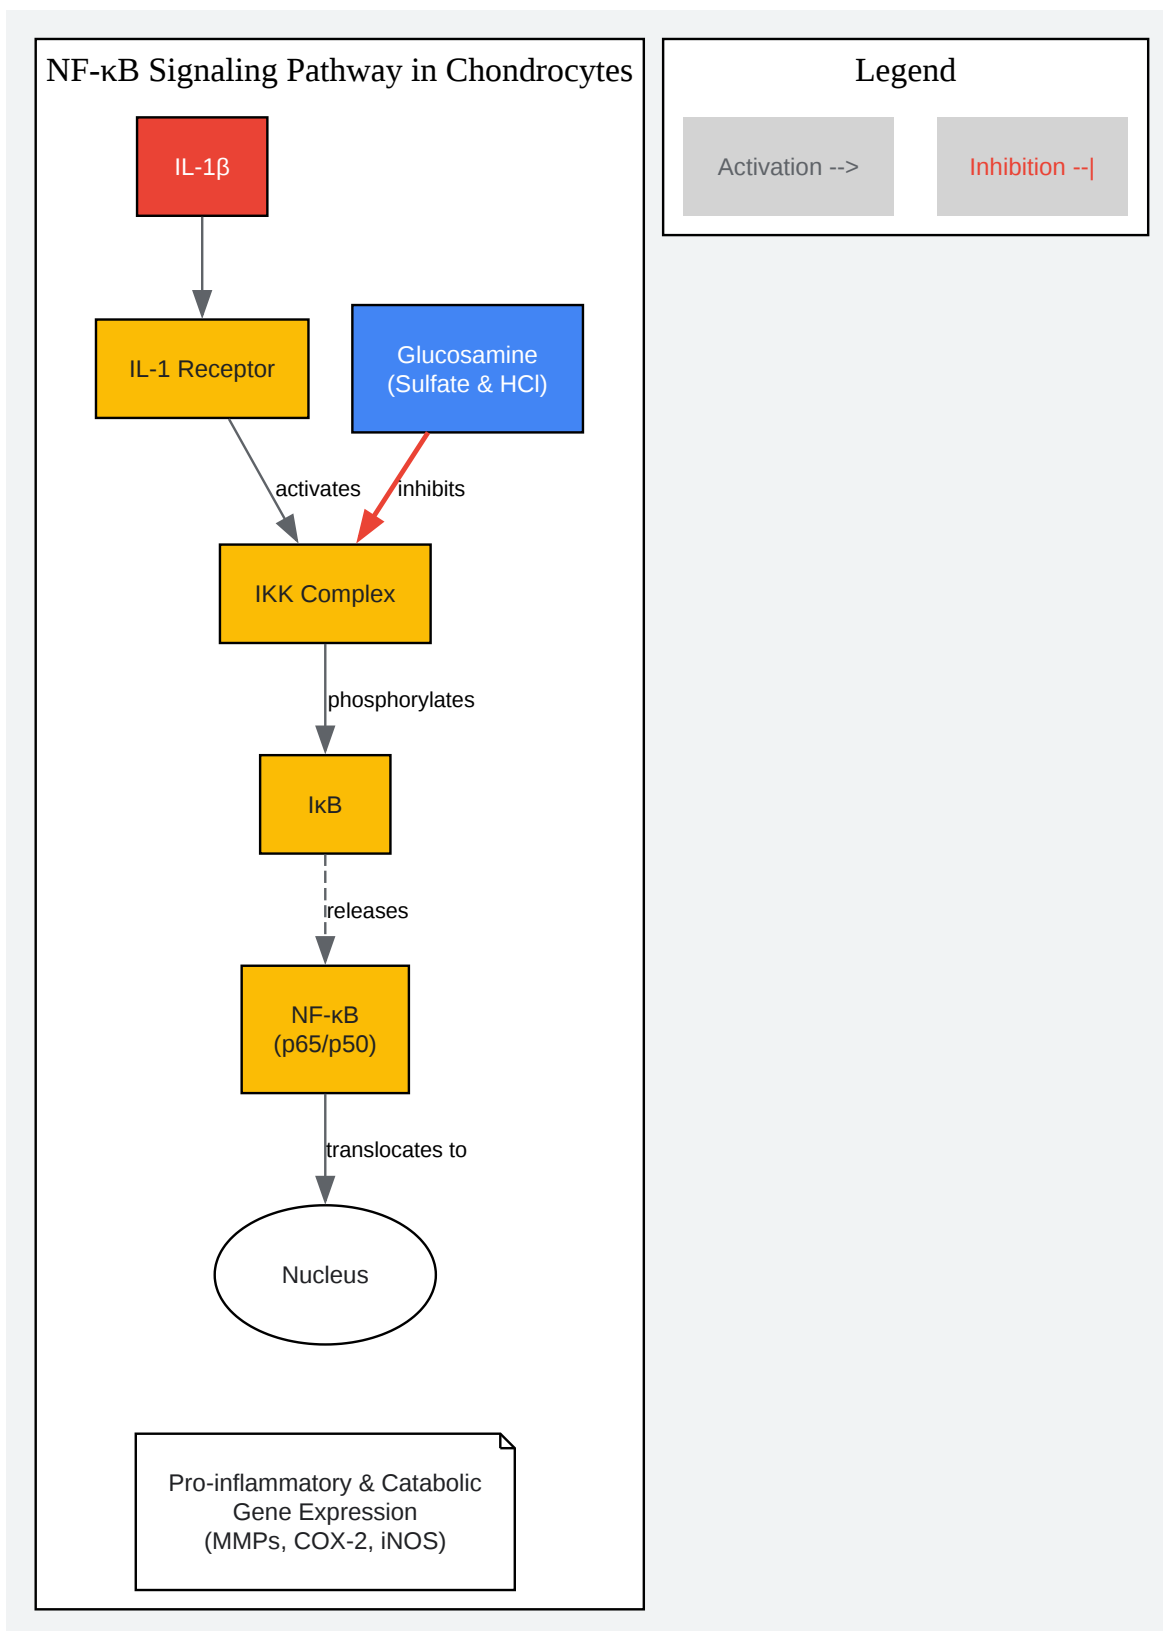 NF-κB Signaling Pathway in Chondrocytes
Legend
IL-1β
Activation -->
Inhibition --|
IL-1 Receptor
Glucosamine
(Sulfate & HCl)
activates
inhibits
IKK Complex
phosphorylates
IκB
releases
NF-κB
(p65/p50)
translocates to
Nucleus
Pro-inflammatory & Catabolic
Gene Expression
(MMPs, COX-2, iNOS)